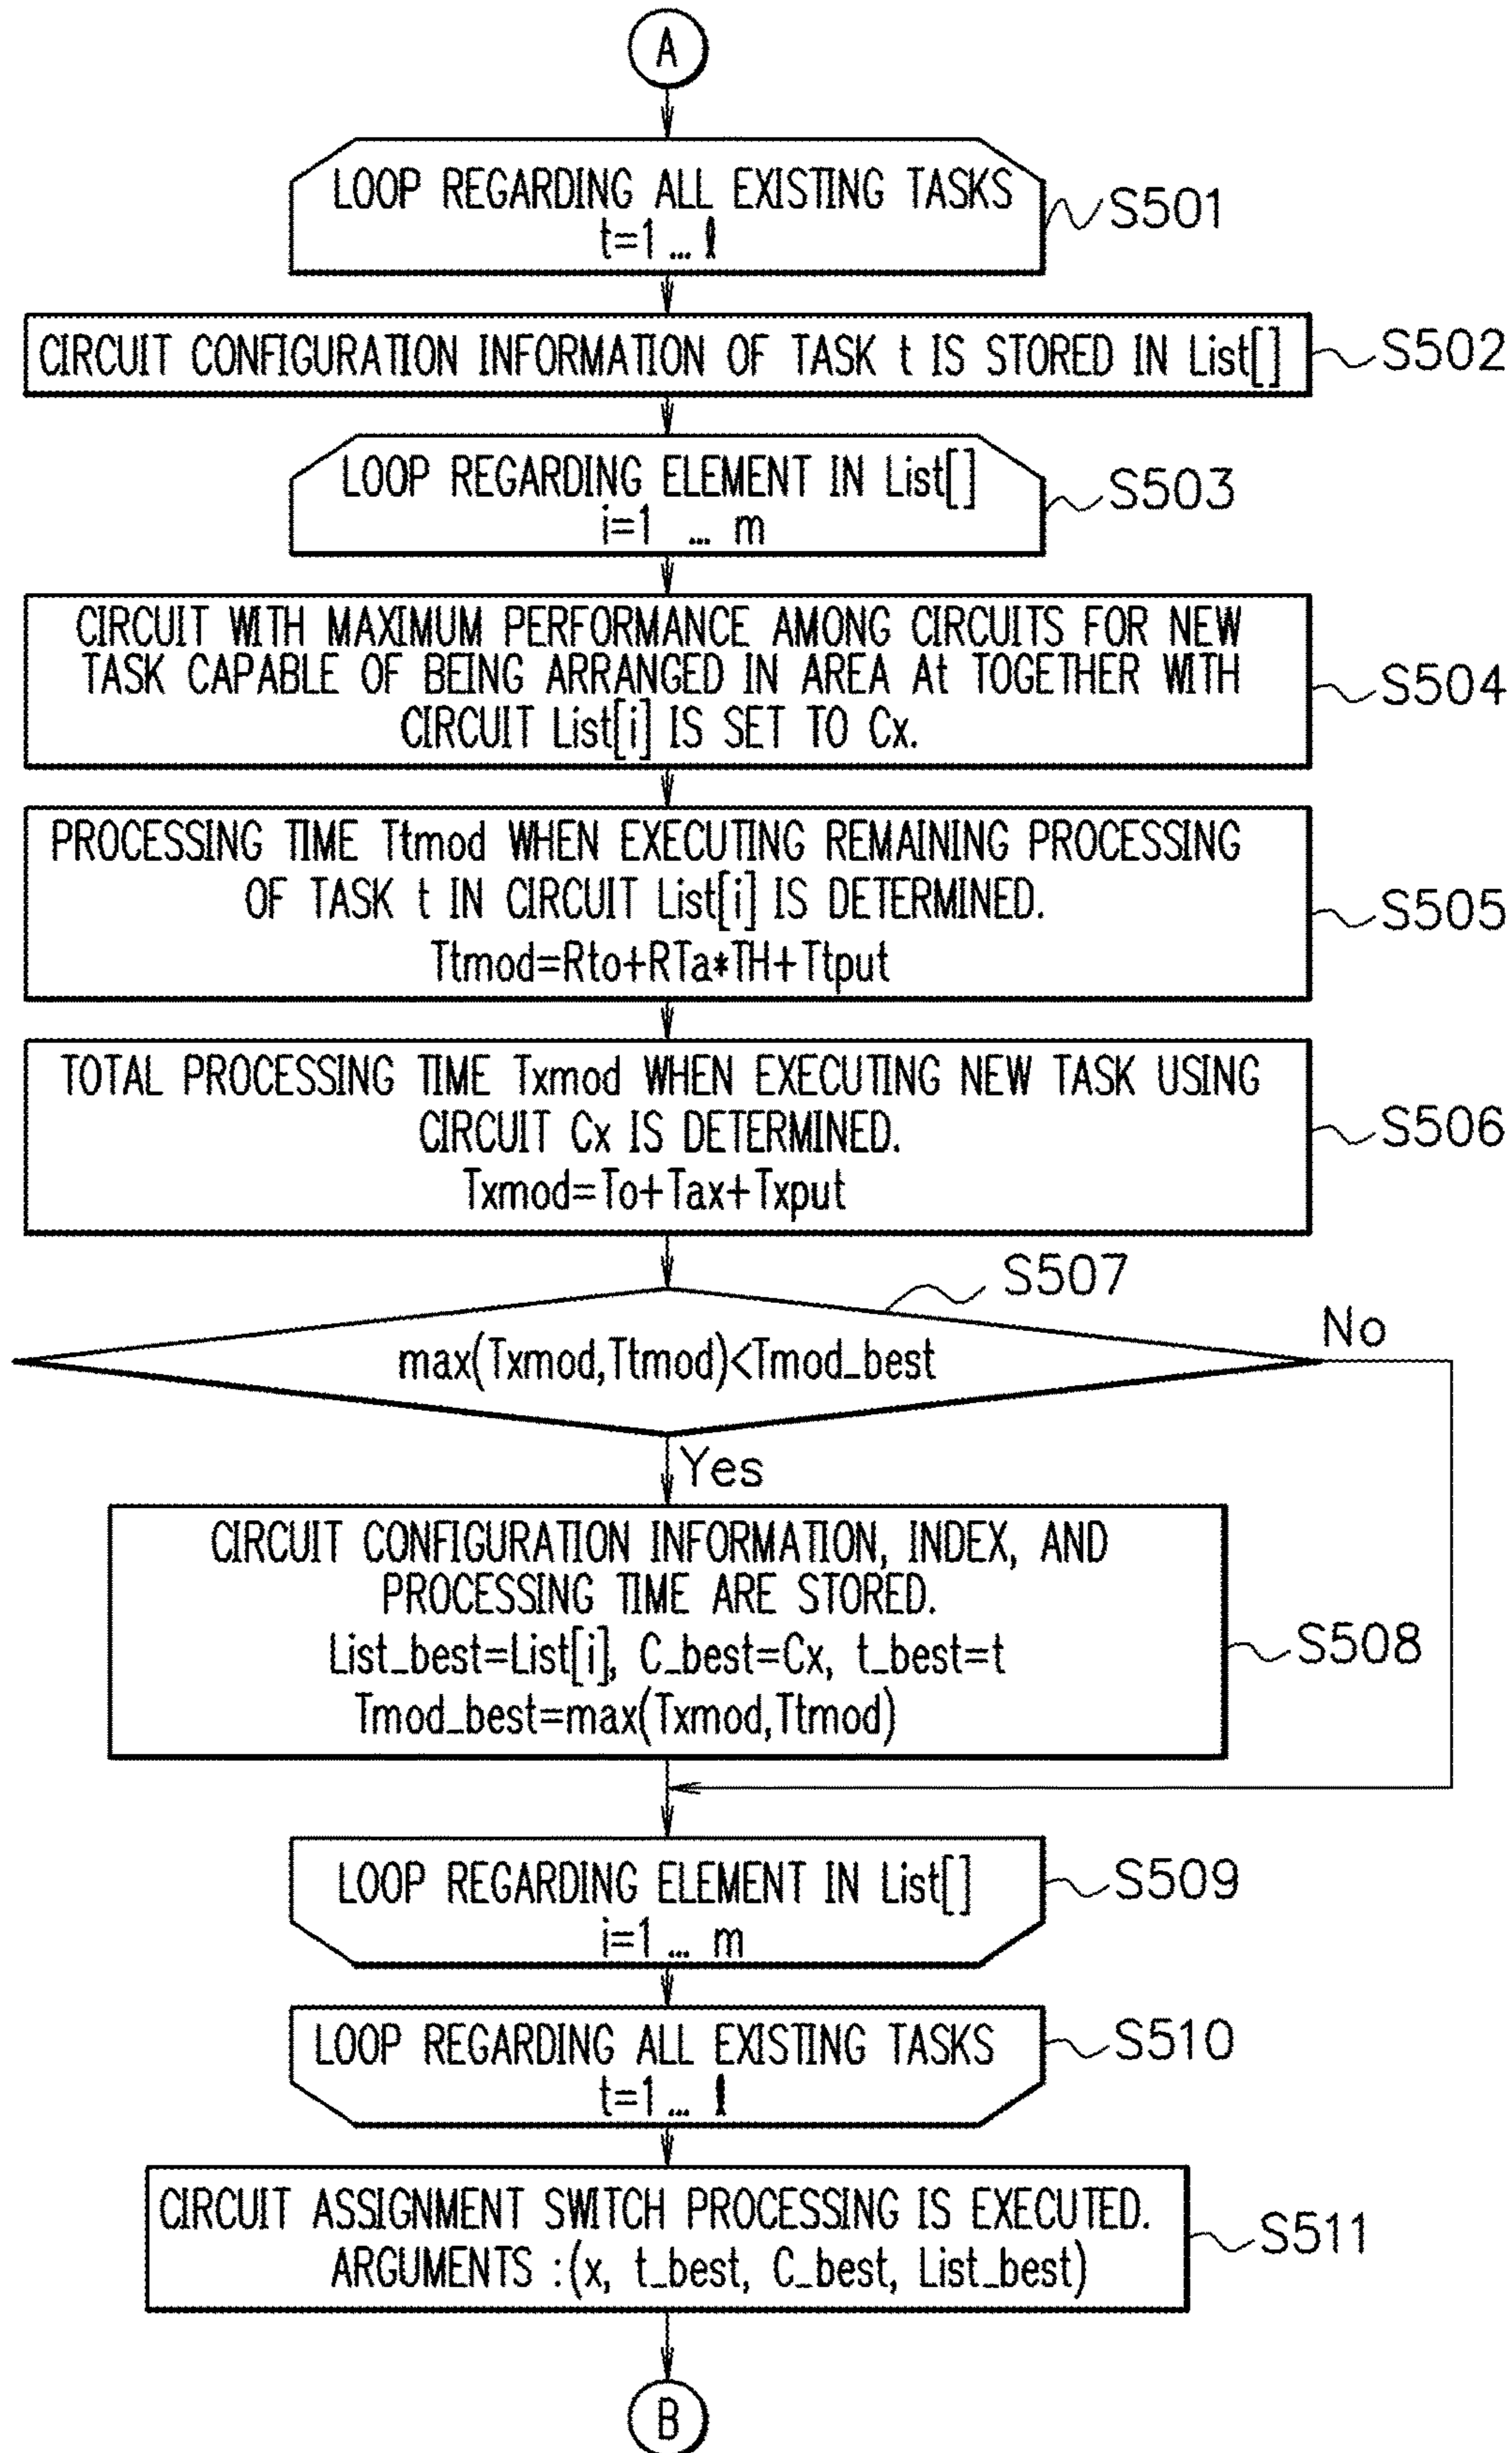 A
LOOP REGARDING ALL EXISTING TASKS
t=1 ... l
S501
CIRCUIT CONFIGURATION INFORMATION OF TASK t IS STORED IN List[]
S502
LOOP REGARDING ELEMENT IN List[]
i=1 ... m
S503
CIRCUIT WITH MAXIMUM PERFORMANCE AMONG CIRCUITS FOR NEW
TASK CAPABLE OF BEING ARRANGED IN AREA At TOGETHER WITH
CIRCUIT List[i] IS SET TO Cx.
S504
PROCESSING TIME Ttmod WHEN EXECUTING REMAINING PROCESSING
OF TASK t IN CIRCUIT List[i] IS DETERMINED.
Ttmod=Rto+RTa*TH+Ttput
S505
TOTAL PROCESSING TIME Txmod WHEN EXECUTING NEW TASK USING
CIRCUIT Cx IS DETERMINED.
Txmod=To+Tax+Txput
S506
S507
max(Txmod,Ttmod)<Tmod_best
No
Yes
CIRCUIT CONFIGURATION INFORMATION, INDEX, AND
PROCESSING TIME ARE STORED.
List_best=List[i], C_best=Cx, t_best=t
Tmod_best=max(Txmod,Ttmod)
S508
LOOP REGARDING ELEMENT IN List[]
i=1 ... m
S509
LOOP REGARDING ALL EXISTING TASKS
t=1 ... l
S510
CIRCUIT ASSIGNMENT SWITCH PROCESSING IS EXECUTED.
ARGUMENTS :(x, t_best, C_best, List_best)
S511
B